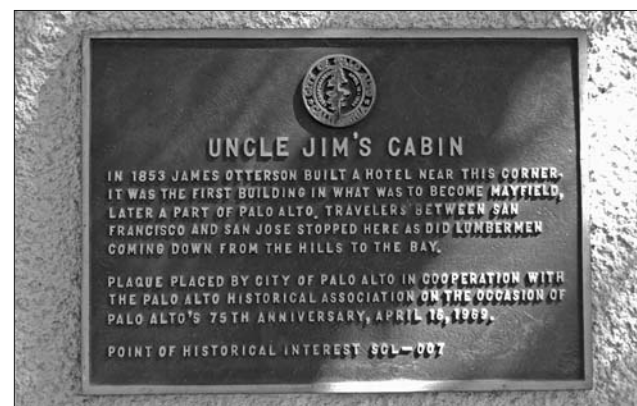 UNCLE JIM'S CABIN
IN 1853 JAMES OTTERSON BUILT A HOTEL NEAR THIS CORNER.
IT WAS THE FIRST BUILDING IN WHAT WAS TO BECOME MAYFIELD,
LATER A PART OF PALO ALTO. TRAVELERS BETWEEN SAN
FRANCISCO AND SAN JOSE STOPPED HERE AS DID LUMBERMEN
COMING DOWN FROM THE HILLS TO THE BAY.
PLAQUE PLACED BY CITY OF PALO ALTO IN COOPERATION WITH
THE PALO ALTO HISTORICAL ASSOCIATION ON THE OCCASION OF
PALO ALTO'S 75TH ANNIVERSARY, APRIL 16, 1969.
POINT OF HISTORICAL INTEREST SCL-007